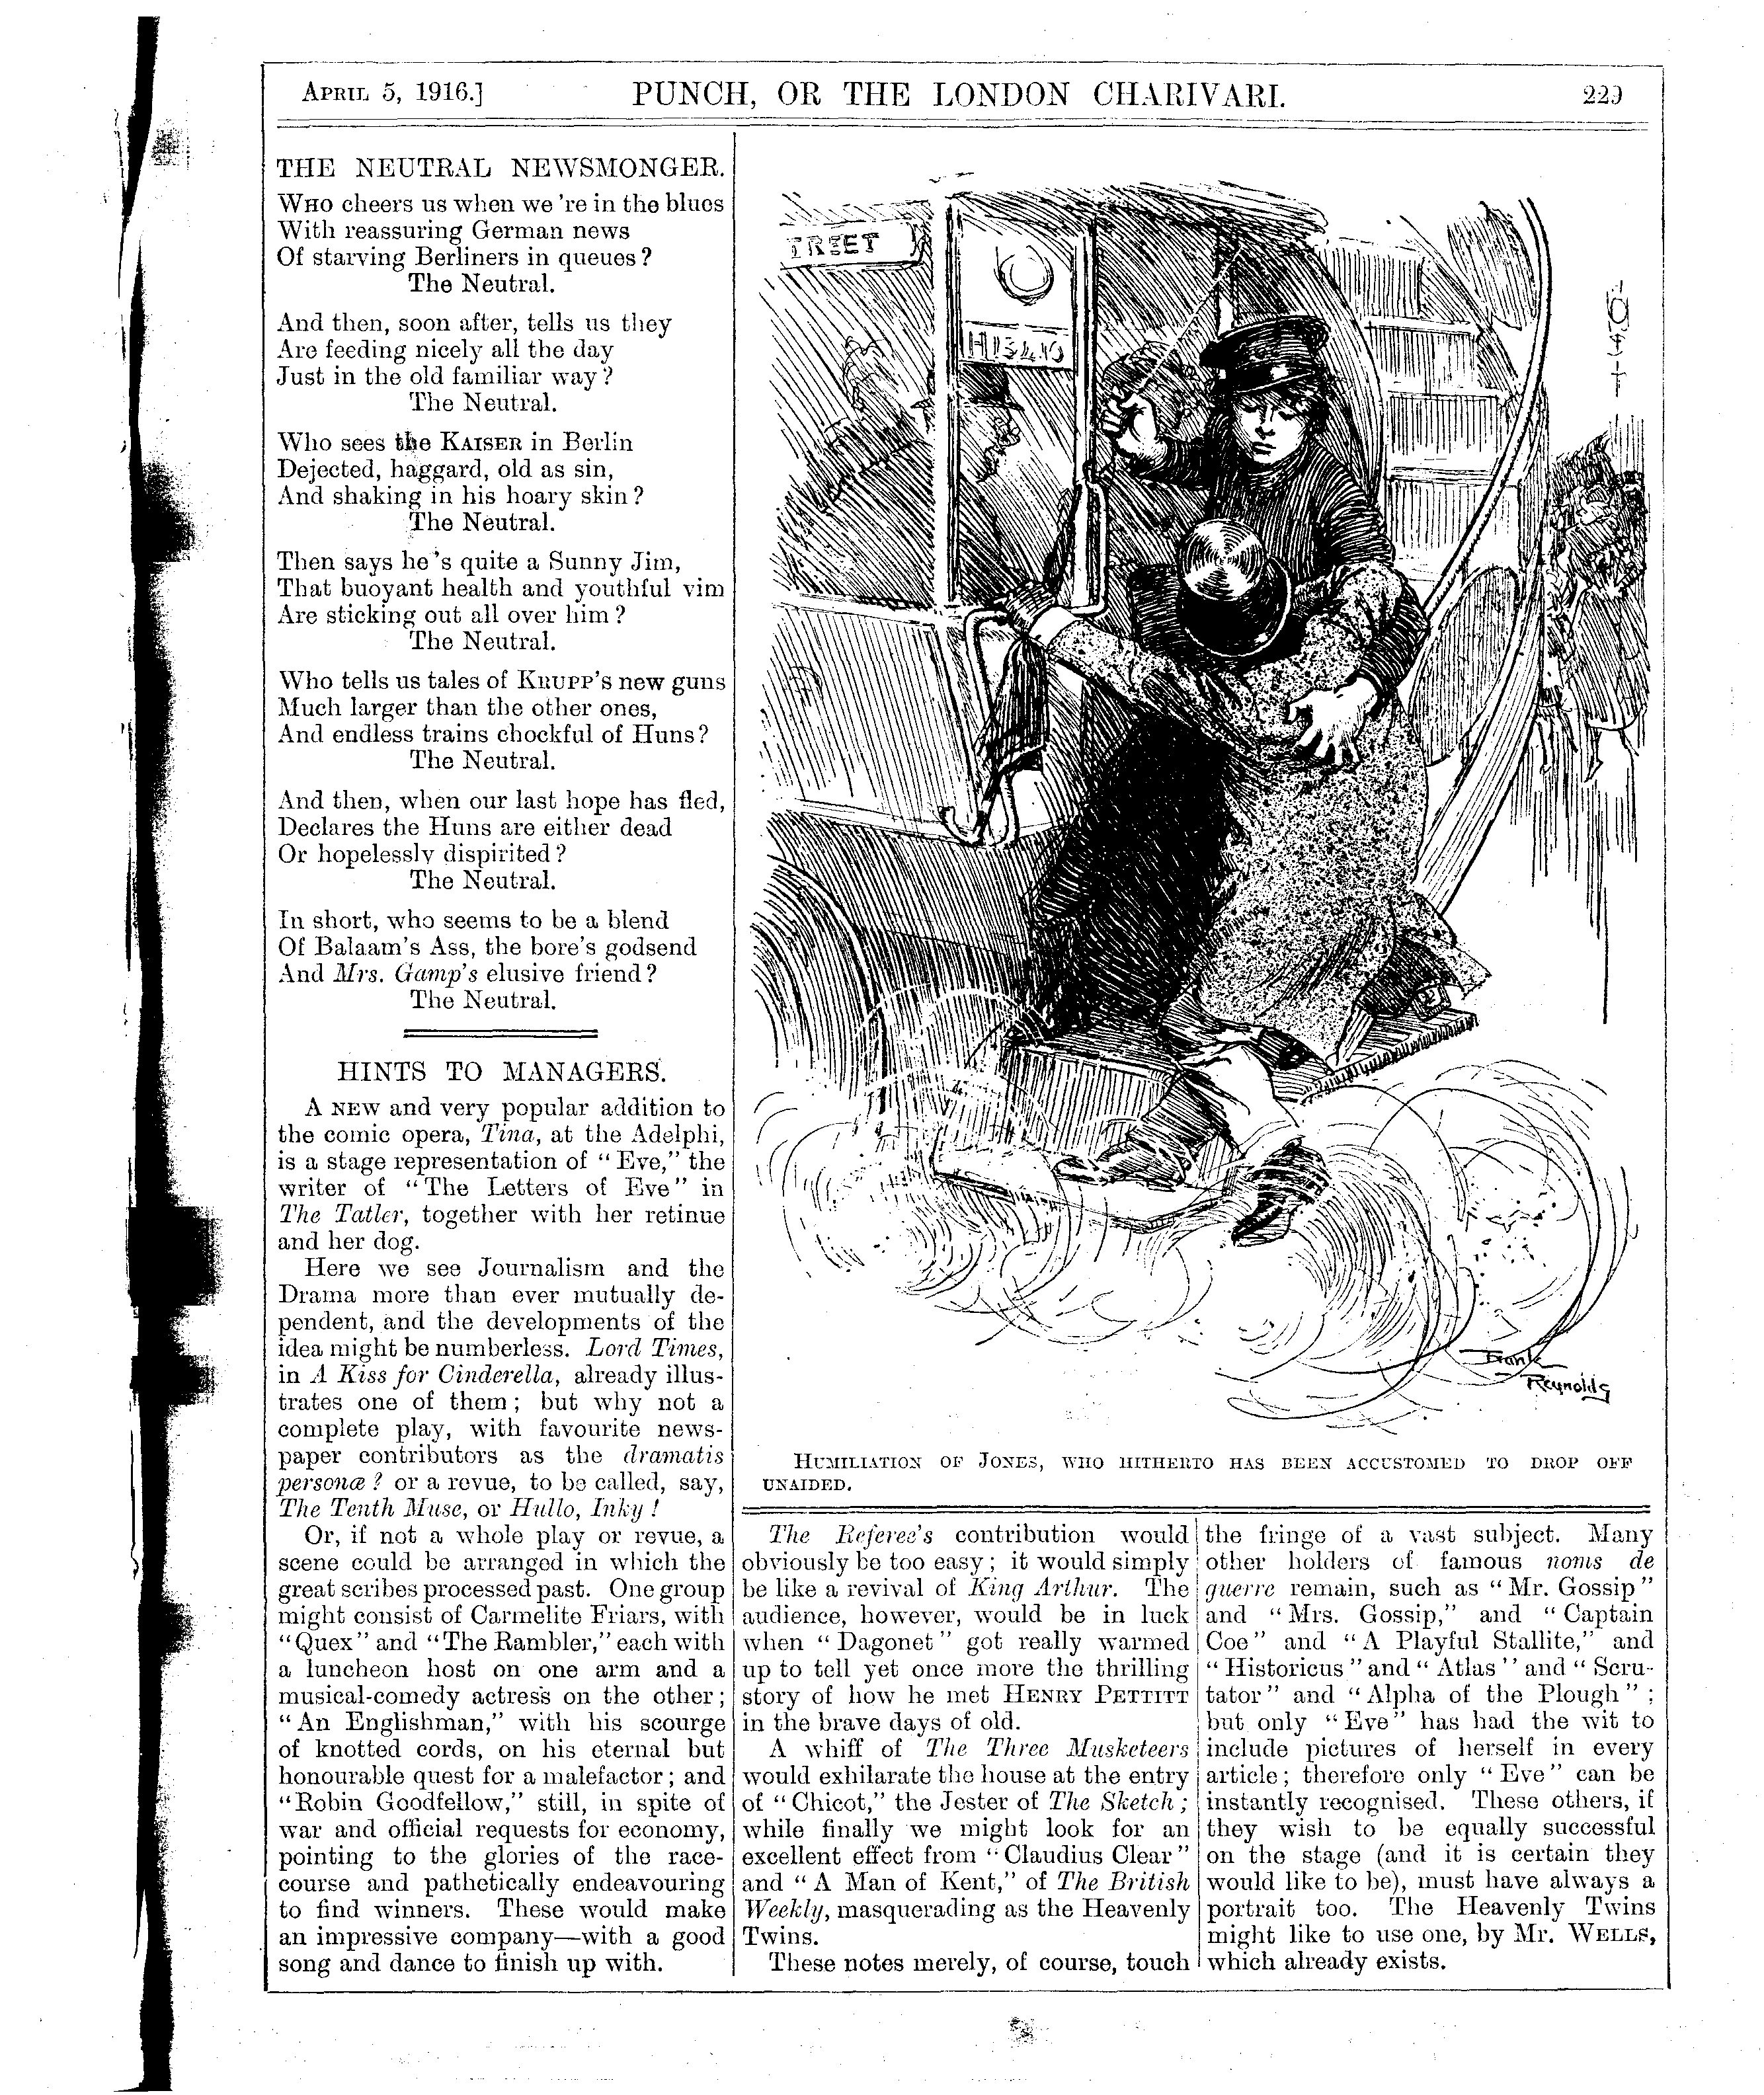 APRIL 5, 1916.]
PUNCH, OR THE LONDON CHARIVARI.
229
THE NEUTRAL NEWSMONGER.
WHO cheers us when we 're in the blues
With reassuring German news
Of starving Berliners in queues?
The Neutral.
And then, soon after, tells us they
Are feeding nicely all the day
Just in the old familiar way?
The Neutral.
Who sees the KAISER in Berlin
Dejected, haggard, old as sin,
And shaking in his hoary skin?
The Neutral.
Then says he 's quite a Sunny Jim,
That buoyant health and youthful vim
Are sticking out all over him?
The Neutral.
Who tells us tales of KRUPP'S new guns
Much larger than the other ones,
And endless trains chockful of Huns?
The Neutral.
And then, when our last hope has fled,
Declares the Huns are either dead
Or hopelessly dispirited?
The Neutral.
In short, who seems to be a blend
Of Balaam's Ass, the bore's godsend
And Mrs. Gamp's elusive friend?
The Neutral.
HINTS TO MANAGERS.
A NEW and very popular addition to
the comic opera, Tina, at the Adelphi,
is a stage representation of "Eve," the
writer of "The Letters of Eve" in
The Tatler, together with her retinue
and her dog.
Here we see Journalism and the
Drama more than ever mutually de-
pendent, and the developments of the
idea might be numberless. Lord Times,
in A Kiss for Cinderella, already illus-
trates one of them; but why not a
complete play, with favourite news-
paper contributors as the dramatis
personæ? or a revue, to be called, say,
The Tenth Muse, or Hullo, Inky!
Or, if not a whole play or revue, a
scene could be arranged in which the
great scribes processed past. One group
might consist of Carmelite Friars, with
"Quex" and "The Rambler," each with
a luncheon host on one arm and a
musical-comedy actress on the other;
"An Englishman," with his scourge
of knotted cords, on his eternal but
honourable quest for a malefactor; and
"Robin Goodfellow," still, in spite of
war and official requests for economy,
pointing to the glories of the race-
course and pathetically endeavouring
to find winners. These would make
an impressive company—with a good
song and dance to finish up with.
TREET
H1340
Frank
Reynolds
HUMILIATION OF JONES, WHO HITHERTO HAS BEEN ACCUSTOMED TO DROP OFF
UNAIDED.
The Referee's contribution would
obviously be too easy; it would simply
be like a revival of King Arthur. The
audience, however, would be in luck
when "Dagonet" got really warmed
up to tell yet once more the thrilling
story of how he met HENRY PETTITT
in the brave days of old.
A whiff of The Three Musketeers
would exhilarate the house at the entry
of "Chicot," the Jester of The Sketch;
while finally we might look for an
excellent effect from "Claudius Clear"
and "A Man of Kent," of The British
Weekly, masquerading as the Heavenly
Twins.
These notes merely, of course, touch
the fringe of a vast subject. Many
other holders of famous noms de
guerre remain, such as "Mr. Gossip"
and "Mrs. Gossip," and "Captain
Coe" and "A Playful Stallite," and
"Historicus" and "Atlas" and "Scru-
tator" and "Alpha of the Plough";
but only "Eve" has had the wit to
include pictures of herself in every
article; therefore only "Eve" can be
instantly recognised. These others, if
they wish to be equally successful
on the stage (and it is certain they
would like to be), must have always a
portrait too. The Heavenly Twins
might like to use one, by Mr. WELLS,
which already exists.